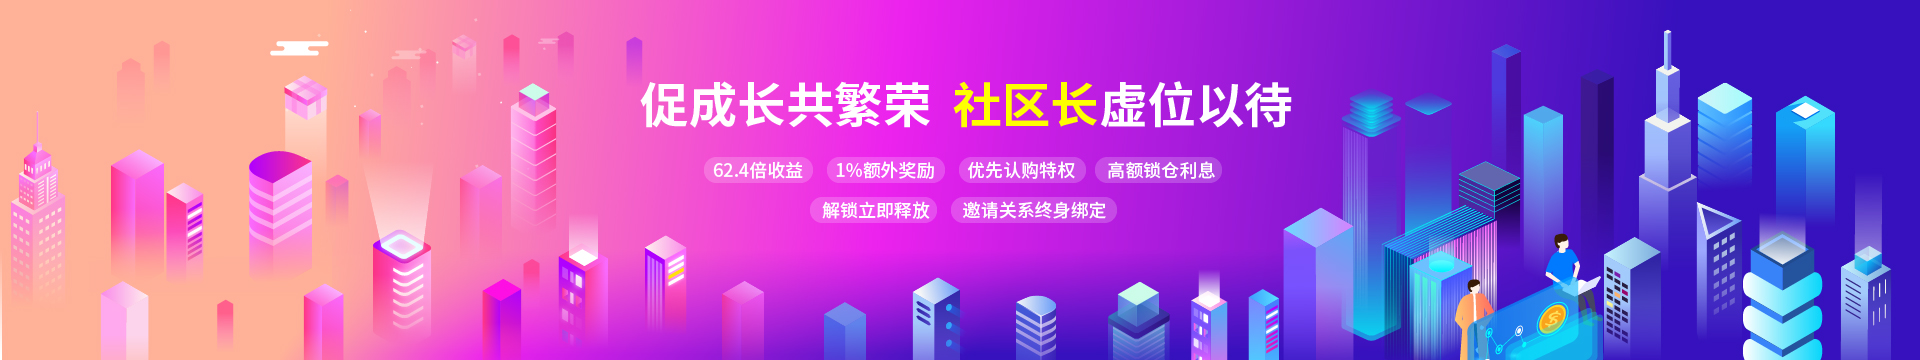 促成长共繁荣 社区长虚位以待
62.4倍收益 1%额外奖励 优先认购特权 高额锁仓利息
解锁立即释放 邀请关系终身绑定